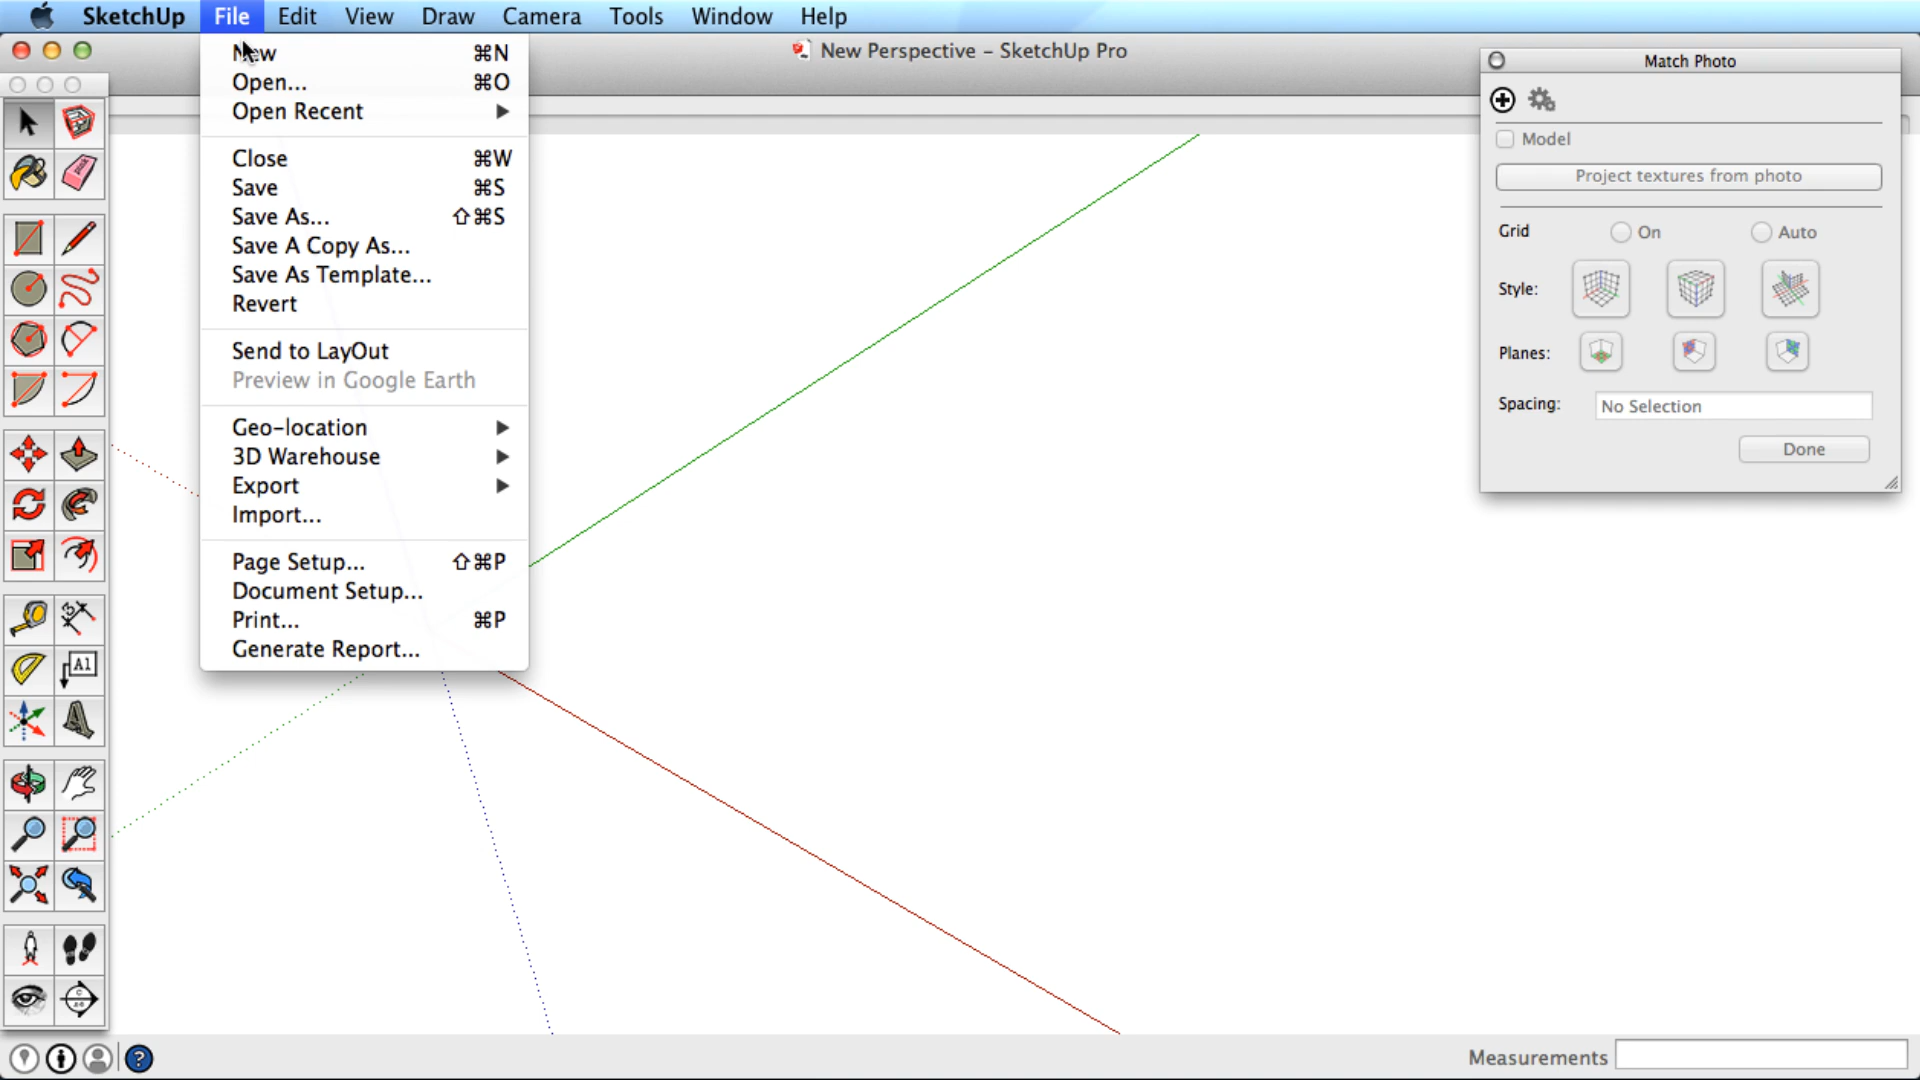 SketchUp File Edit View Draw Camera Tools Window Help
New Perspective - SketchUp Pro
New ⌘N
Open... ⌘O
Open Recent ▶
Close ⌘W
Save ⌘S
Save As... ⇧⌘S
Save A Copy As...
Save As Template...
Revert
Send to LayOut
Preview in Google Earth
Geo-location ▶
3D Warehouse ▶
Export ▶
Import...
Page Setup... ⇧⌘P
Document Setup...
Print... ⌘P
Generate Report...
Match Photo
Model
Project textures from photo
Grid On Auto
Style:
Planes:
Spacing: No Selection
Done
A1
Measurements